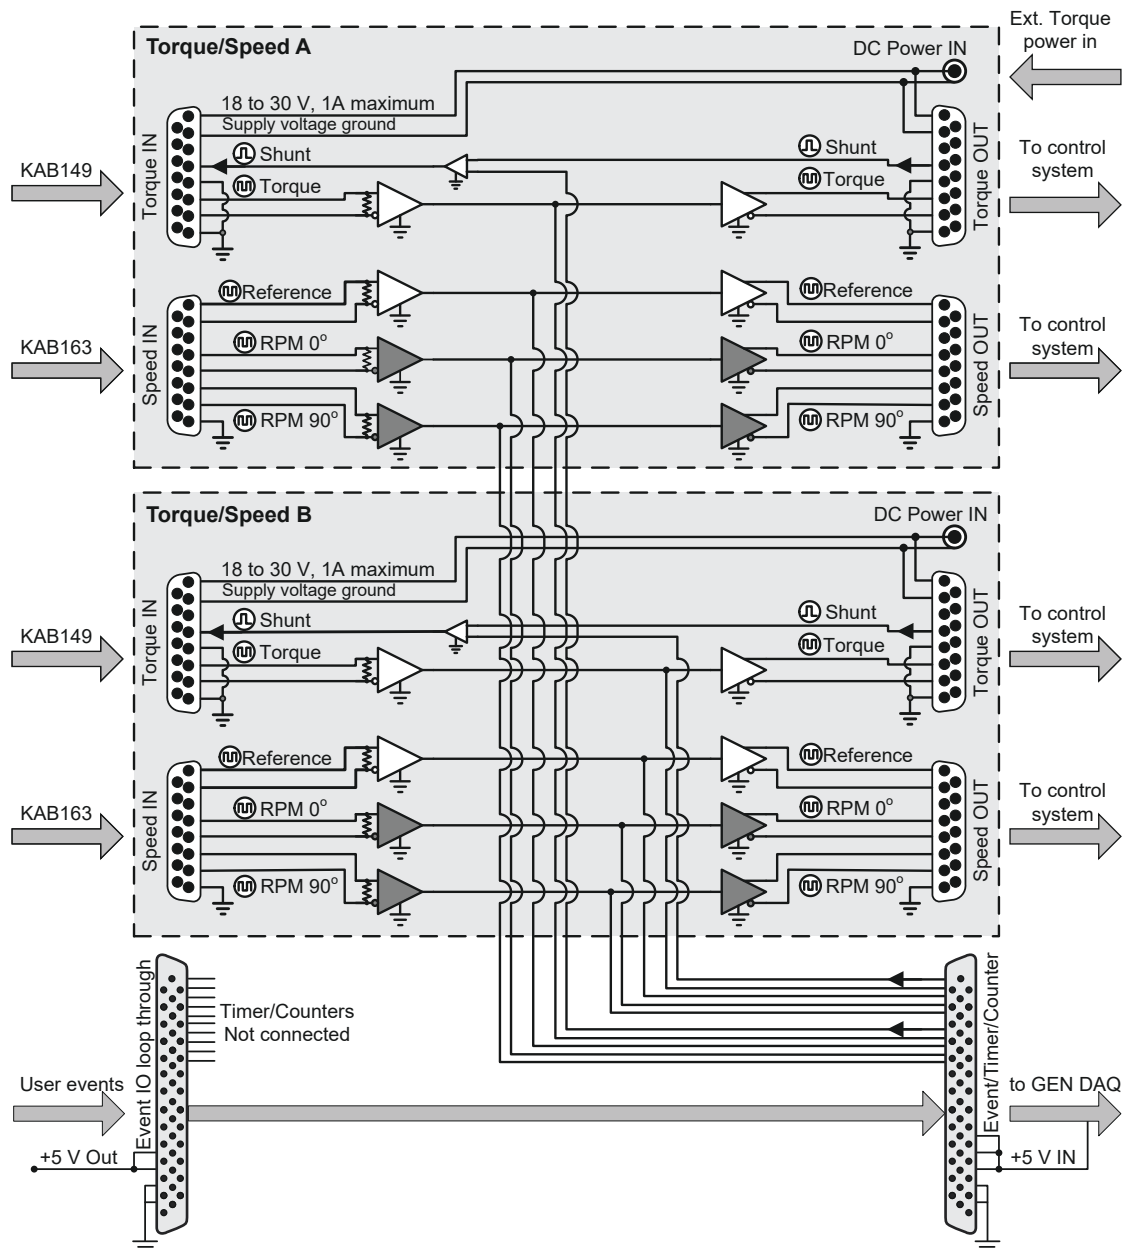 Ext. Torque
power in
Torque/Speed A
DC Power IN
18 to 30 V, 1A maximum
Supply voltage ground
Torque IN
Shunt
Shunt
Torque OUT
To control
system
KAB149
Torque
Torque
Reference
Reference
Speed IN
Speed OUT
To control
system
KAB163
RPM 0°
RPM 0°
RPM 90°
RPM 90°
Torque/Speed B
DC Power IN
18 to 30 V, 1A maximum
Supply voltage ground
Torque IN
Shunt
Shunt
Torque OUT
To control
system
KAB149
Torque
Torque
Reference
Reference
Speed IN
Speed OUT
To control
system
KAB163
RPM 0°
RPM 0°
RPM 90°
RPM 90°
Event IO loop through
Timer/Counters
Not connected
Event/Timer/Counter
User events
to GEN DAQ
+5 V Out
+5 V IN